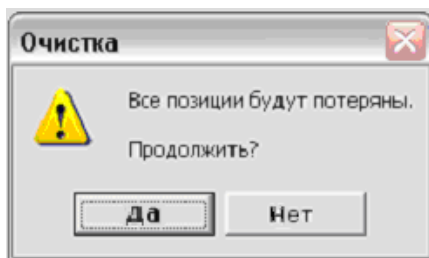 Очистка
Все позиции будут потеряны.
Продолжить?
Да
Нет